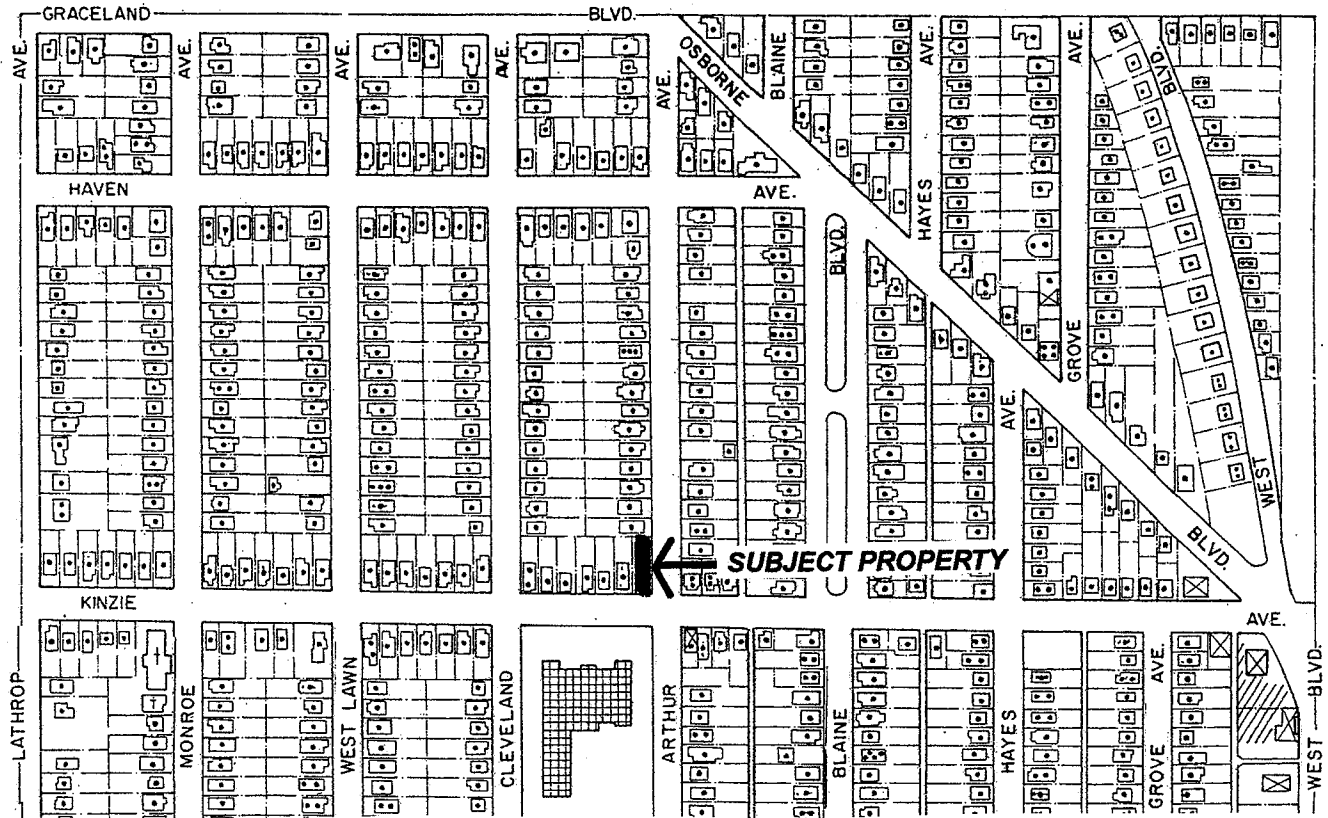 GRACELAND BLVD.
AVE. AVE. AVE. AVE. AVE. OSBORNE BLAINE AVE. AVE. BLVD.
HAVEN AVE.
HAYES
BLVD.
GROVE
AVE.
WEST
BLVD.
SUBJECT PROPERTY
KINZIE AVE.
LATHROP MONROE WEST LAWN CLEVELAND ARTHUR BLAINE HAYES GROVE AVE. WEST BLVD.